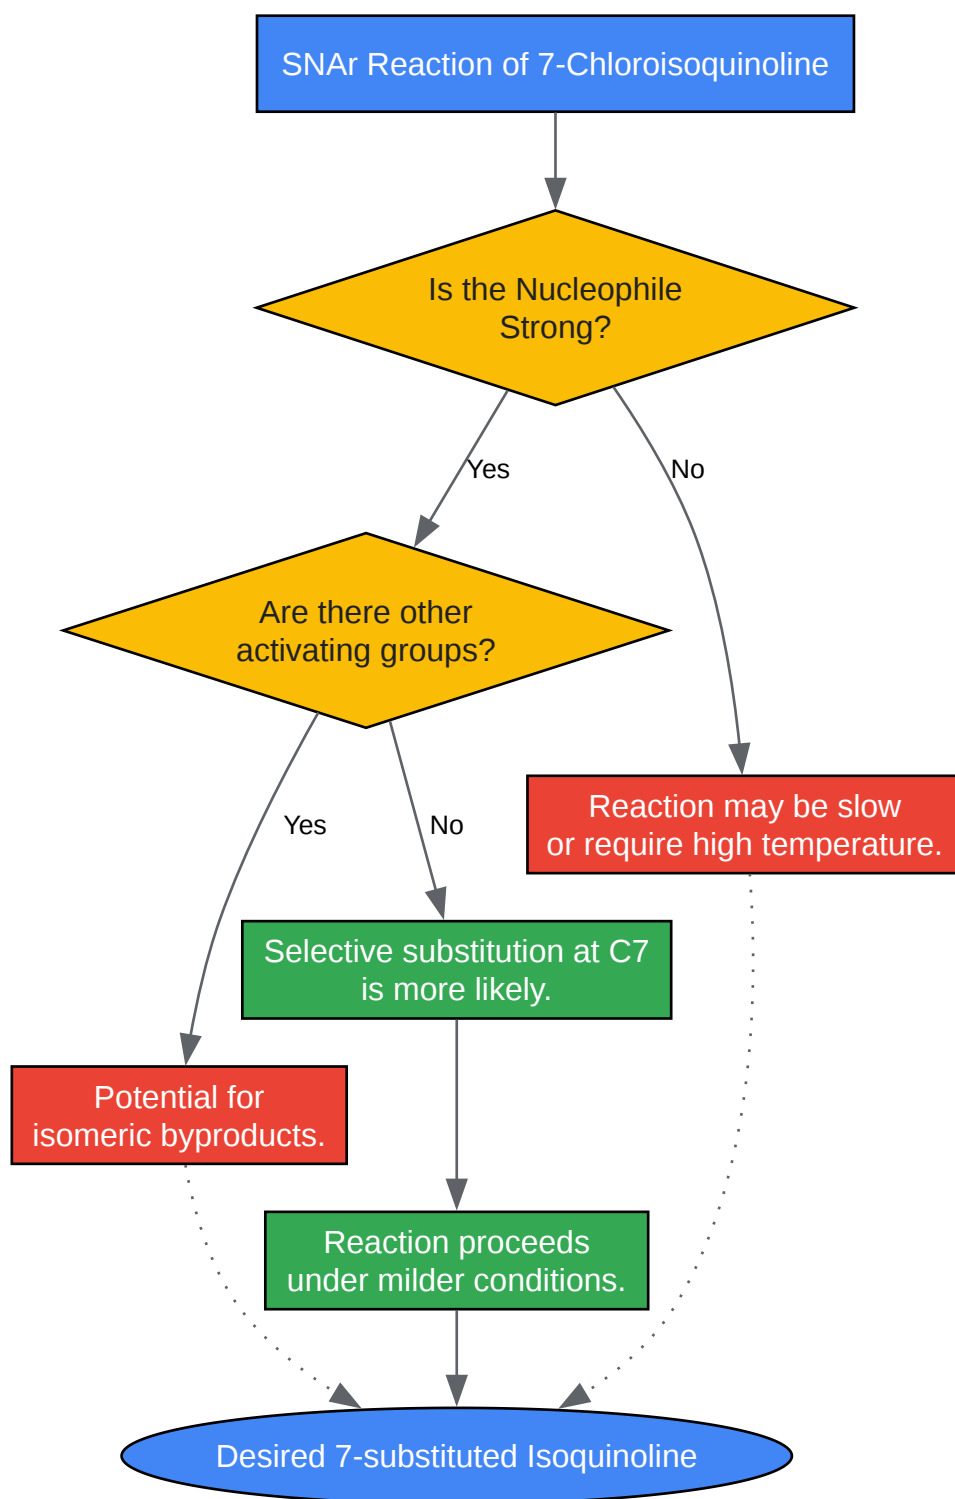 SNAr Reaction of 7-Chloroisoquinoline
Is the Nucleophile
Strong?
Yes
No
Are there other
activating groups?
Reaction may be slow
or require high temperature.
Yes
No
Selective substitution at C7
is more likely.
Potential for
isomeric byproducts.
Reaction proceeds
under milder conditions.
Desired 7-substituted Isoquinoline